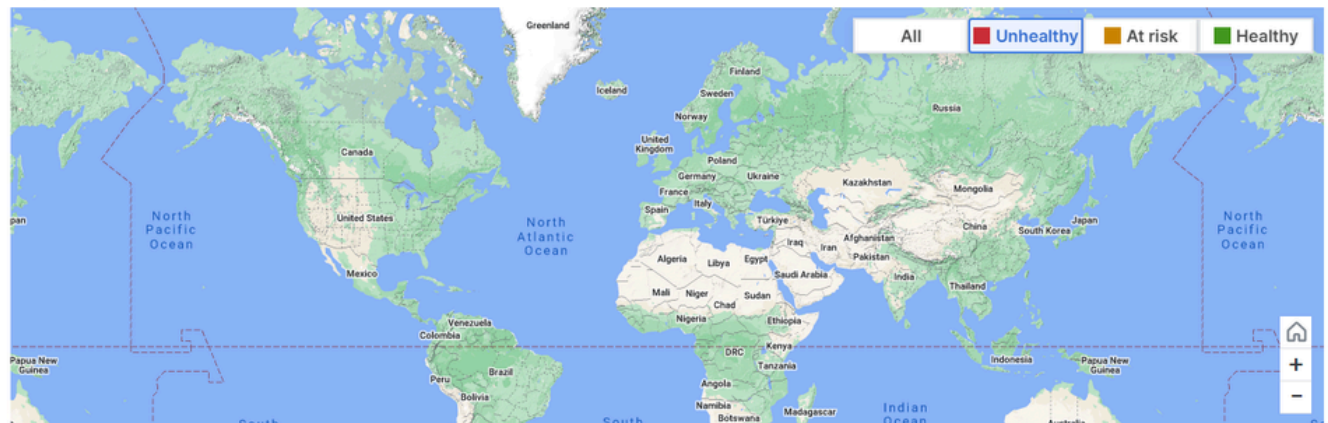 Greenland
All
Unhealthy
At risk
Healthy
Finland
Iceland
Sweden
Russia
Norway
United
Kingdom
Canada
Poland
Germany
Ukraine
Kazakhstan
Mongolia
France
Italy
Spain
North
Pacific
Ocean
United States
North
Atlantic
Ocean
Türkiye
China
Japan
South Korea
North
Pacific
Ocean
pan
Iraq
Iran
Afghanistan
Pakistan
Algeria
Libya
Egypt
Saudi Arabia
India
Mexico
Thailand
Mali
Niger
Chad
Sudan
Nigeria
Ethiopia
Venezuela
Colombia
Kenya
DRC
Tanzania
Indonesia
Papua New
Guinea
Papua New
Guinea
Peru
Brazil
Bolivia
Angola
Namibia
Botswana
Madagascar
Indian
Ocean
South
South
Australia
+
−